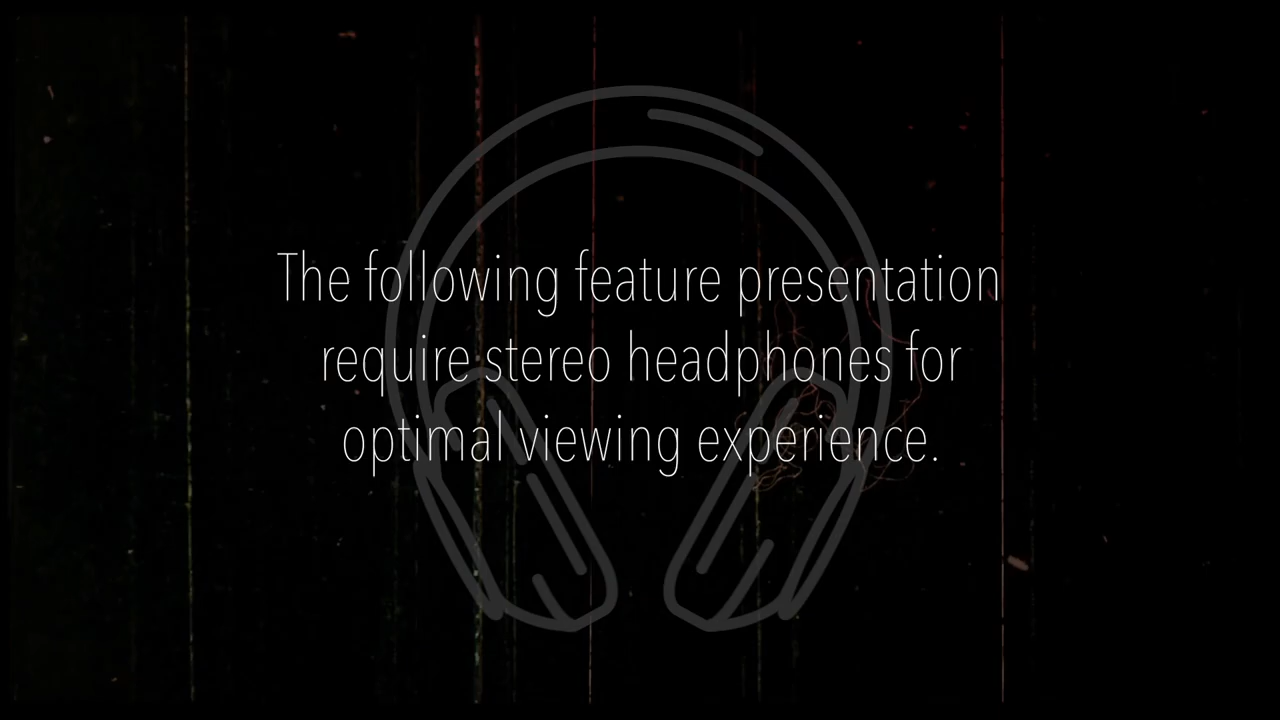 The following feature presentation
require stereo headphones for
optimal viewing experience.